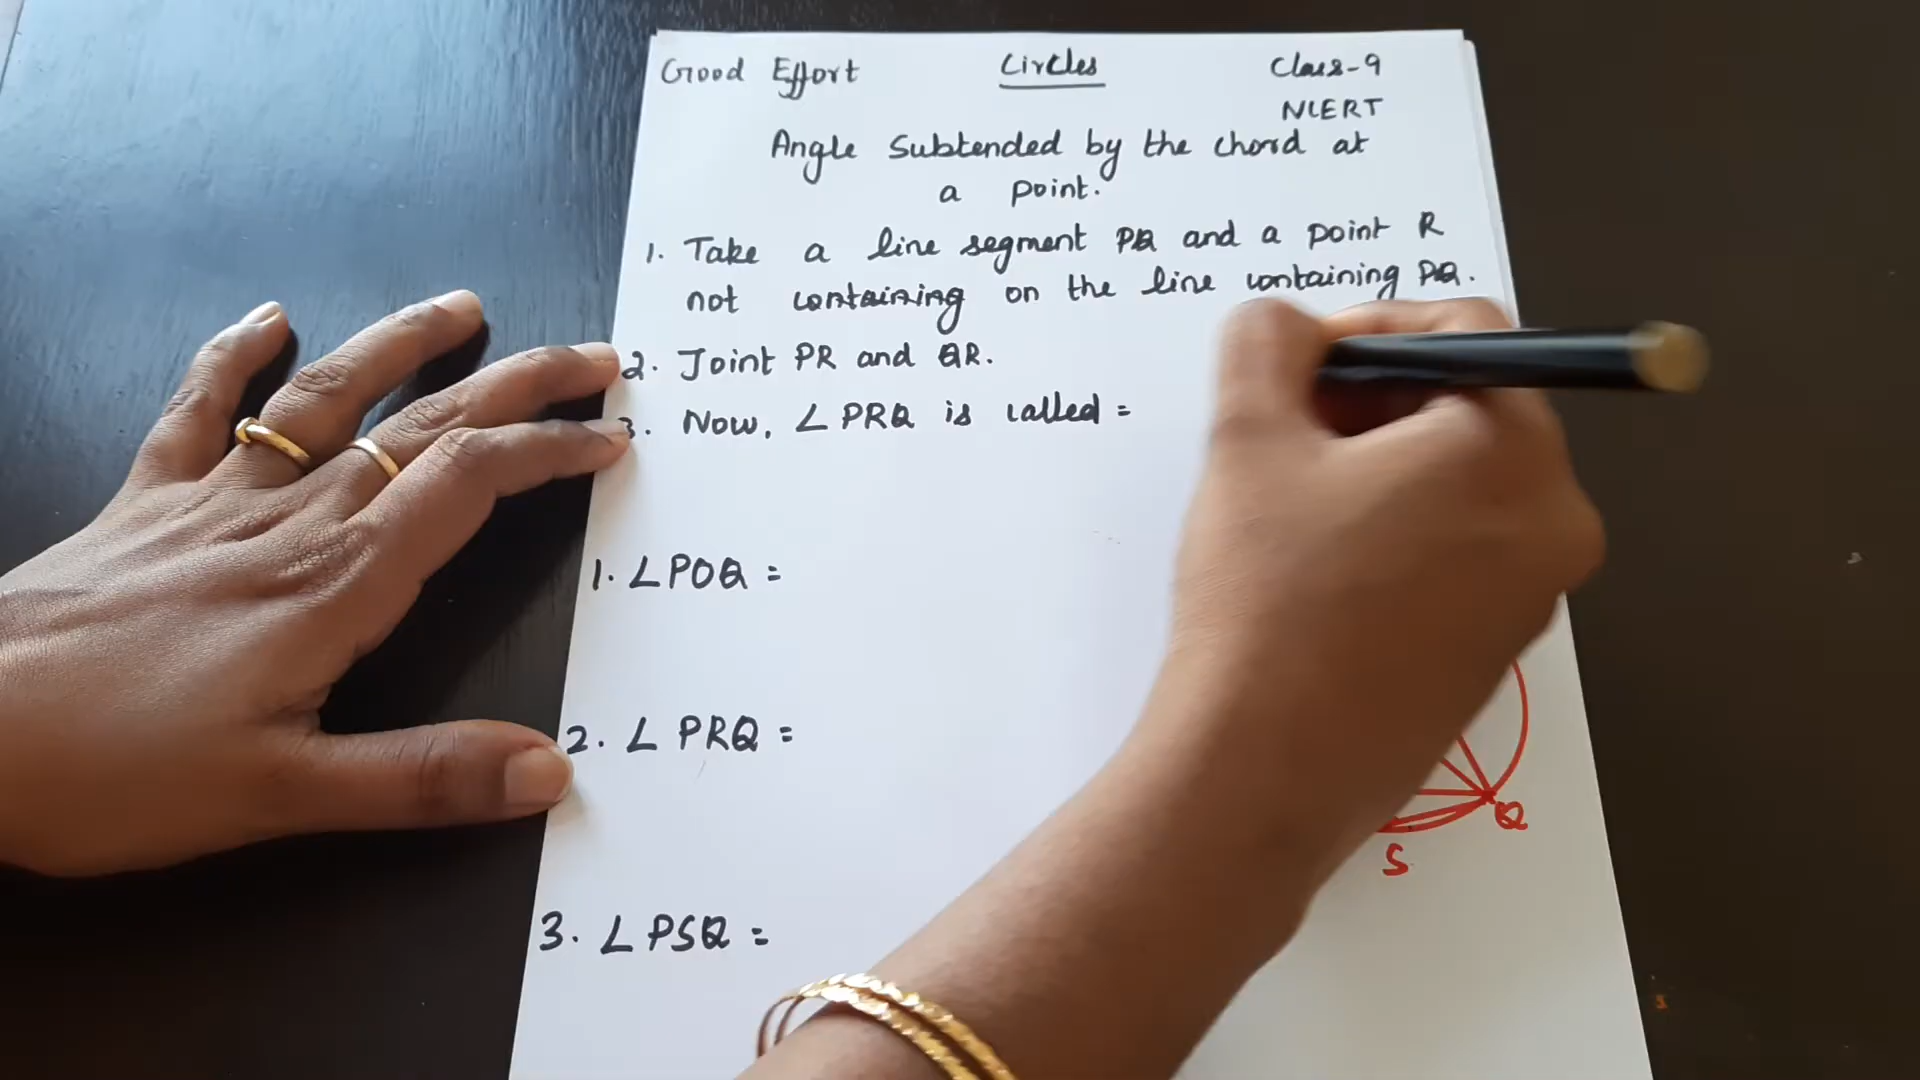 Good Effort Circles Class-9
NCERT
Angle Subtended by the chord at
a point.
1. Take a line segment PQ and a point R
not containing on the line containing PQ.
2. Joint PR and QR.
3. Now, ∠PRQ is called =
1. ∠POQ =
2. ∠PRQ =
3. ∠PSQ =
Q
S